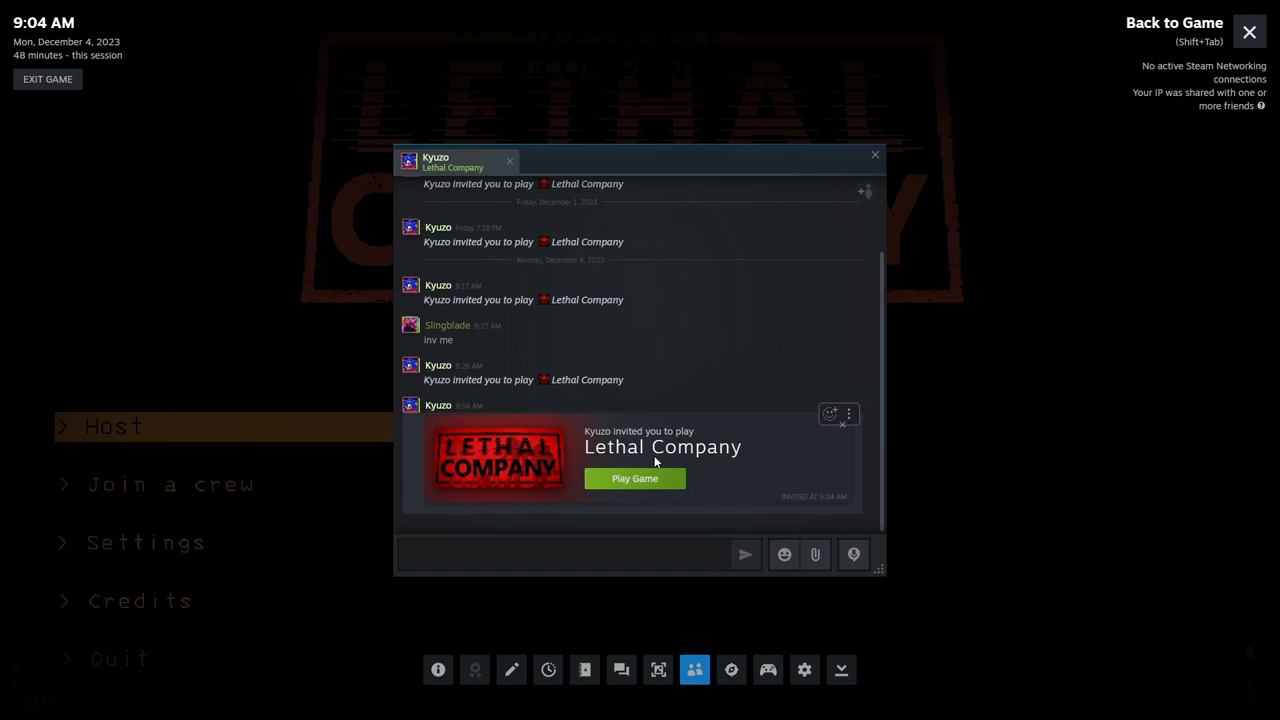 9:04 AM
Mon, December 4, 2023
48 minutes - this session
EXIT GAME
Back to Game
(Shift+Tab)
No active Steam Networking
connections
Your IP was shared with one or
more friends
LETHAL
COMPANY
Kyuzo
Lethal Company
Kyuzo invited you to play Lethal Company
Friday, December 1, 2023
Kyuzo Friday 7:18 PM
Kyuzo invited you to play Lethal Company
Monday, December 4, 2023
Kyuzo 8:17 AM
Kyuzo invited you to play Lethal Company
Slingblade 8:27 AM
inv me
Kyuzo 8:28 AM
Kyuzo invited you to play Lethal Company
Kyuzo 9:04 AM
LETHAL
COMPANY
Kyuzo invited you to play
Lethal Company
Play Game
INVITED AT 9:04 AM
> Host
> Join a crew
> Settings
> Credits
> Quit